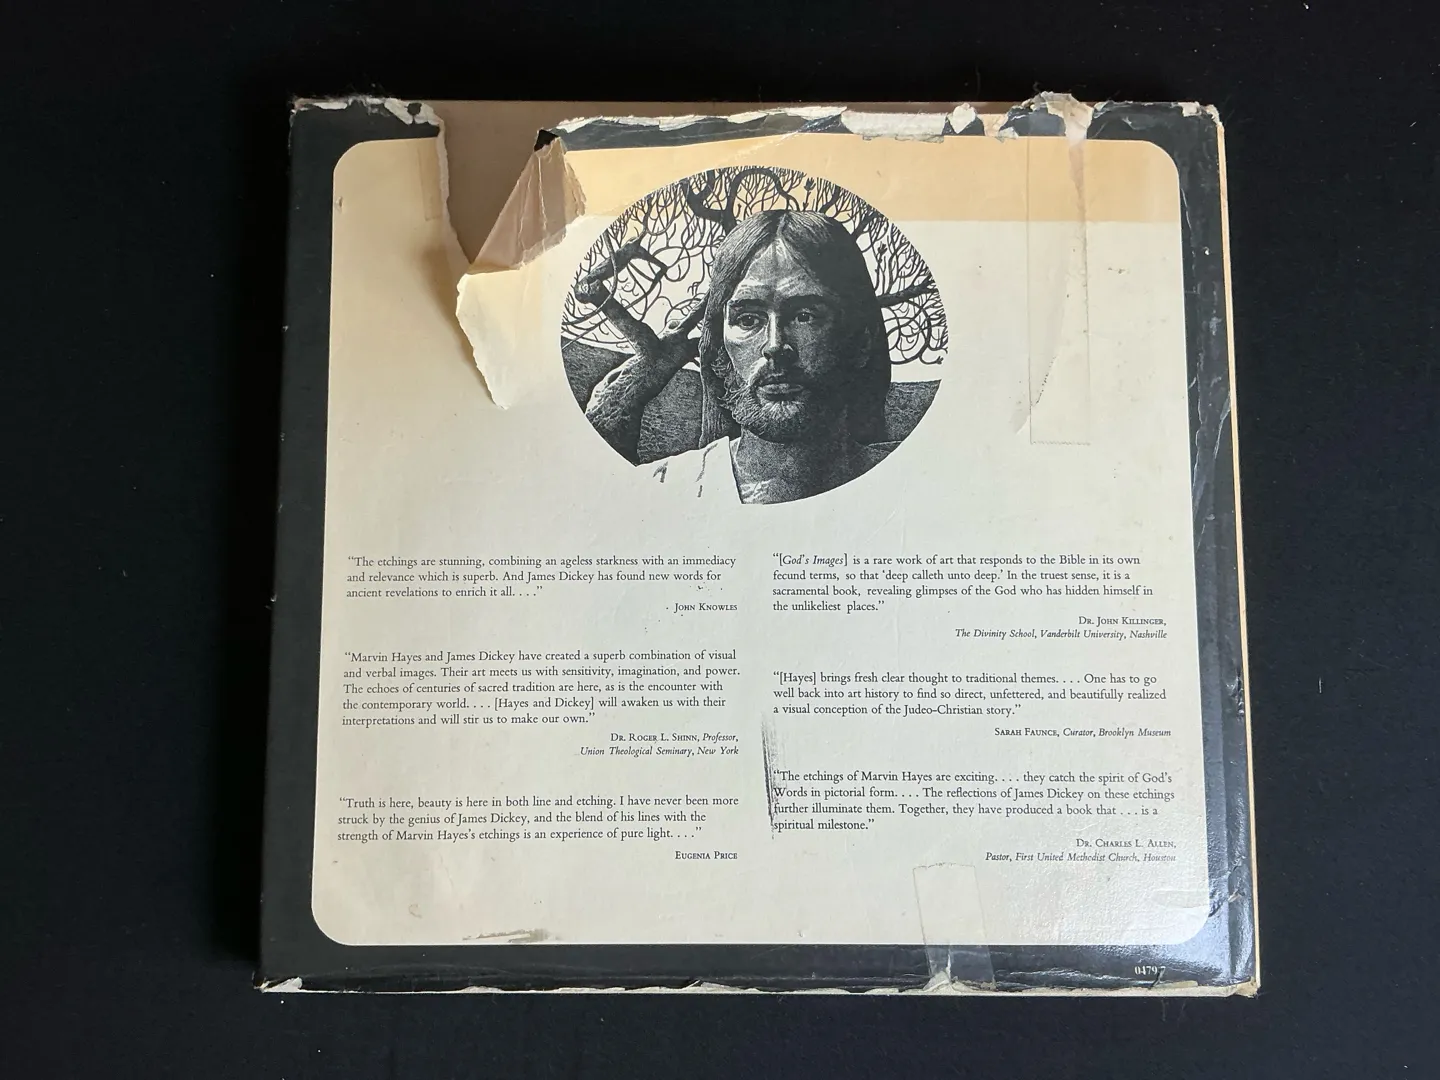 “The etchings are stunning, combining an ageless starkness with an immediacy
and relevance which is superb. And James Dickey has found new words for
ancient revelations to enrich it all. . . .”
John Knowles
“Marvin Hayes and James Dickey have created a superb combination of visual
and verbal images. Their art meets us with sensitivity, imagination, and power.
The echoes of centuries of sacred tradition are here, as is the encounter with
the contemporary world. . . . [Hayes and Dickey] will awaken us with their
interpretations and will stir us to make our own.”
Dr. Roger L. Shinn, Professor,
Union Theological Seminary, New York
“Truth is here, beauty is here in both line and etching. I have never been more
struck by the genius of James Dickey, and the blend of his lines with the
strength of Marvin Hayes's etchings is an experience of pure light. . . .”
Eugenia Price
“[God's Images] is a rare work of art that responds to the Bible in its own
fecund terms, so that ‘deep calleth unto deep.’ In the truest sense, it is a
sacramental book, revealing glimpses of the God who has hidden himself in
the unlikeliest places.”
Dr. John Killinger,
The Divinity School, Vanderbilt University, Nashville
“[Hayes] brings fresh clear thought to traditional themes. . . . One has to go
well back into art history to find so direct, unfettered, and beautifully realized
a visual conception of the Judeo-Christian story.”
Sarah Faunce, Curator, Brooklyn Museum
“The etchings of Marvin Hayes are exciting. . . . they catch the spirit of God's
Words in pictorial form. . . . The reflections of James Dickey on these etchings
further illuminate them. Together, they have produced a book that . . . is a
spiritual milestone.”
Dr. Charles L. Allen,
Pastor, First United Methodist Church, Houston
04797